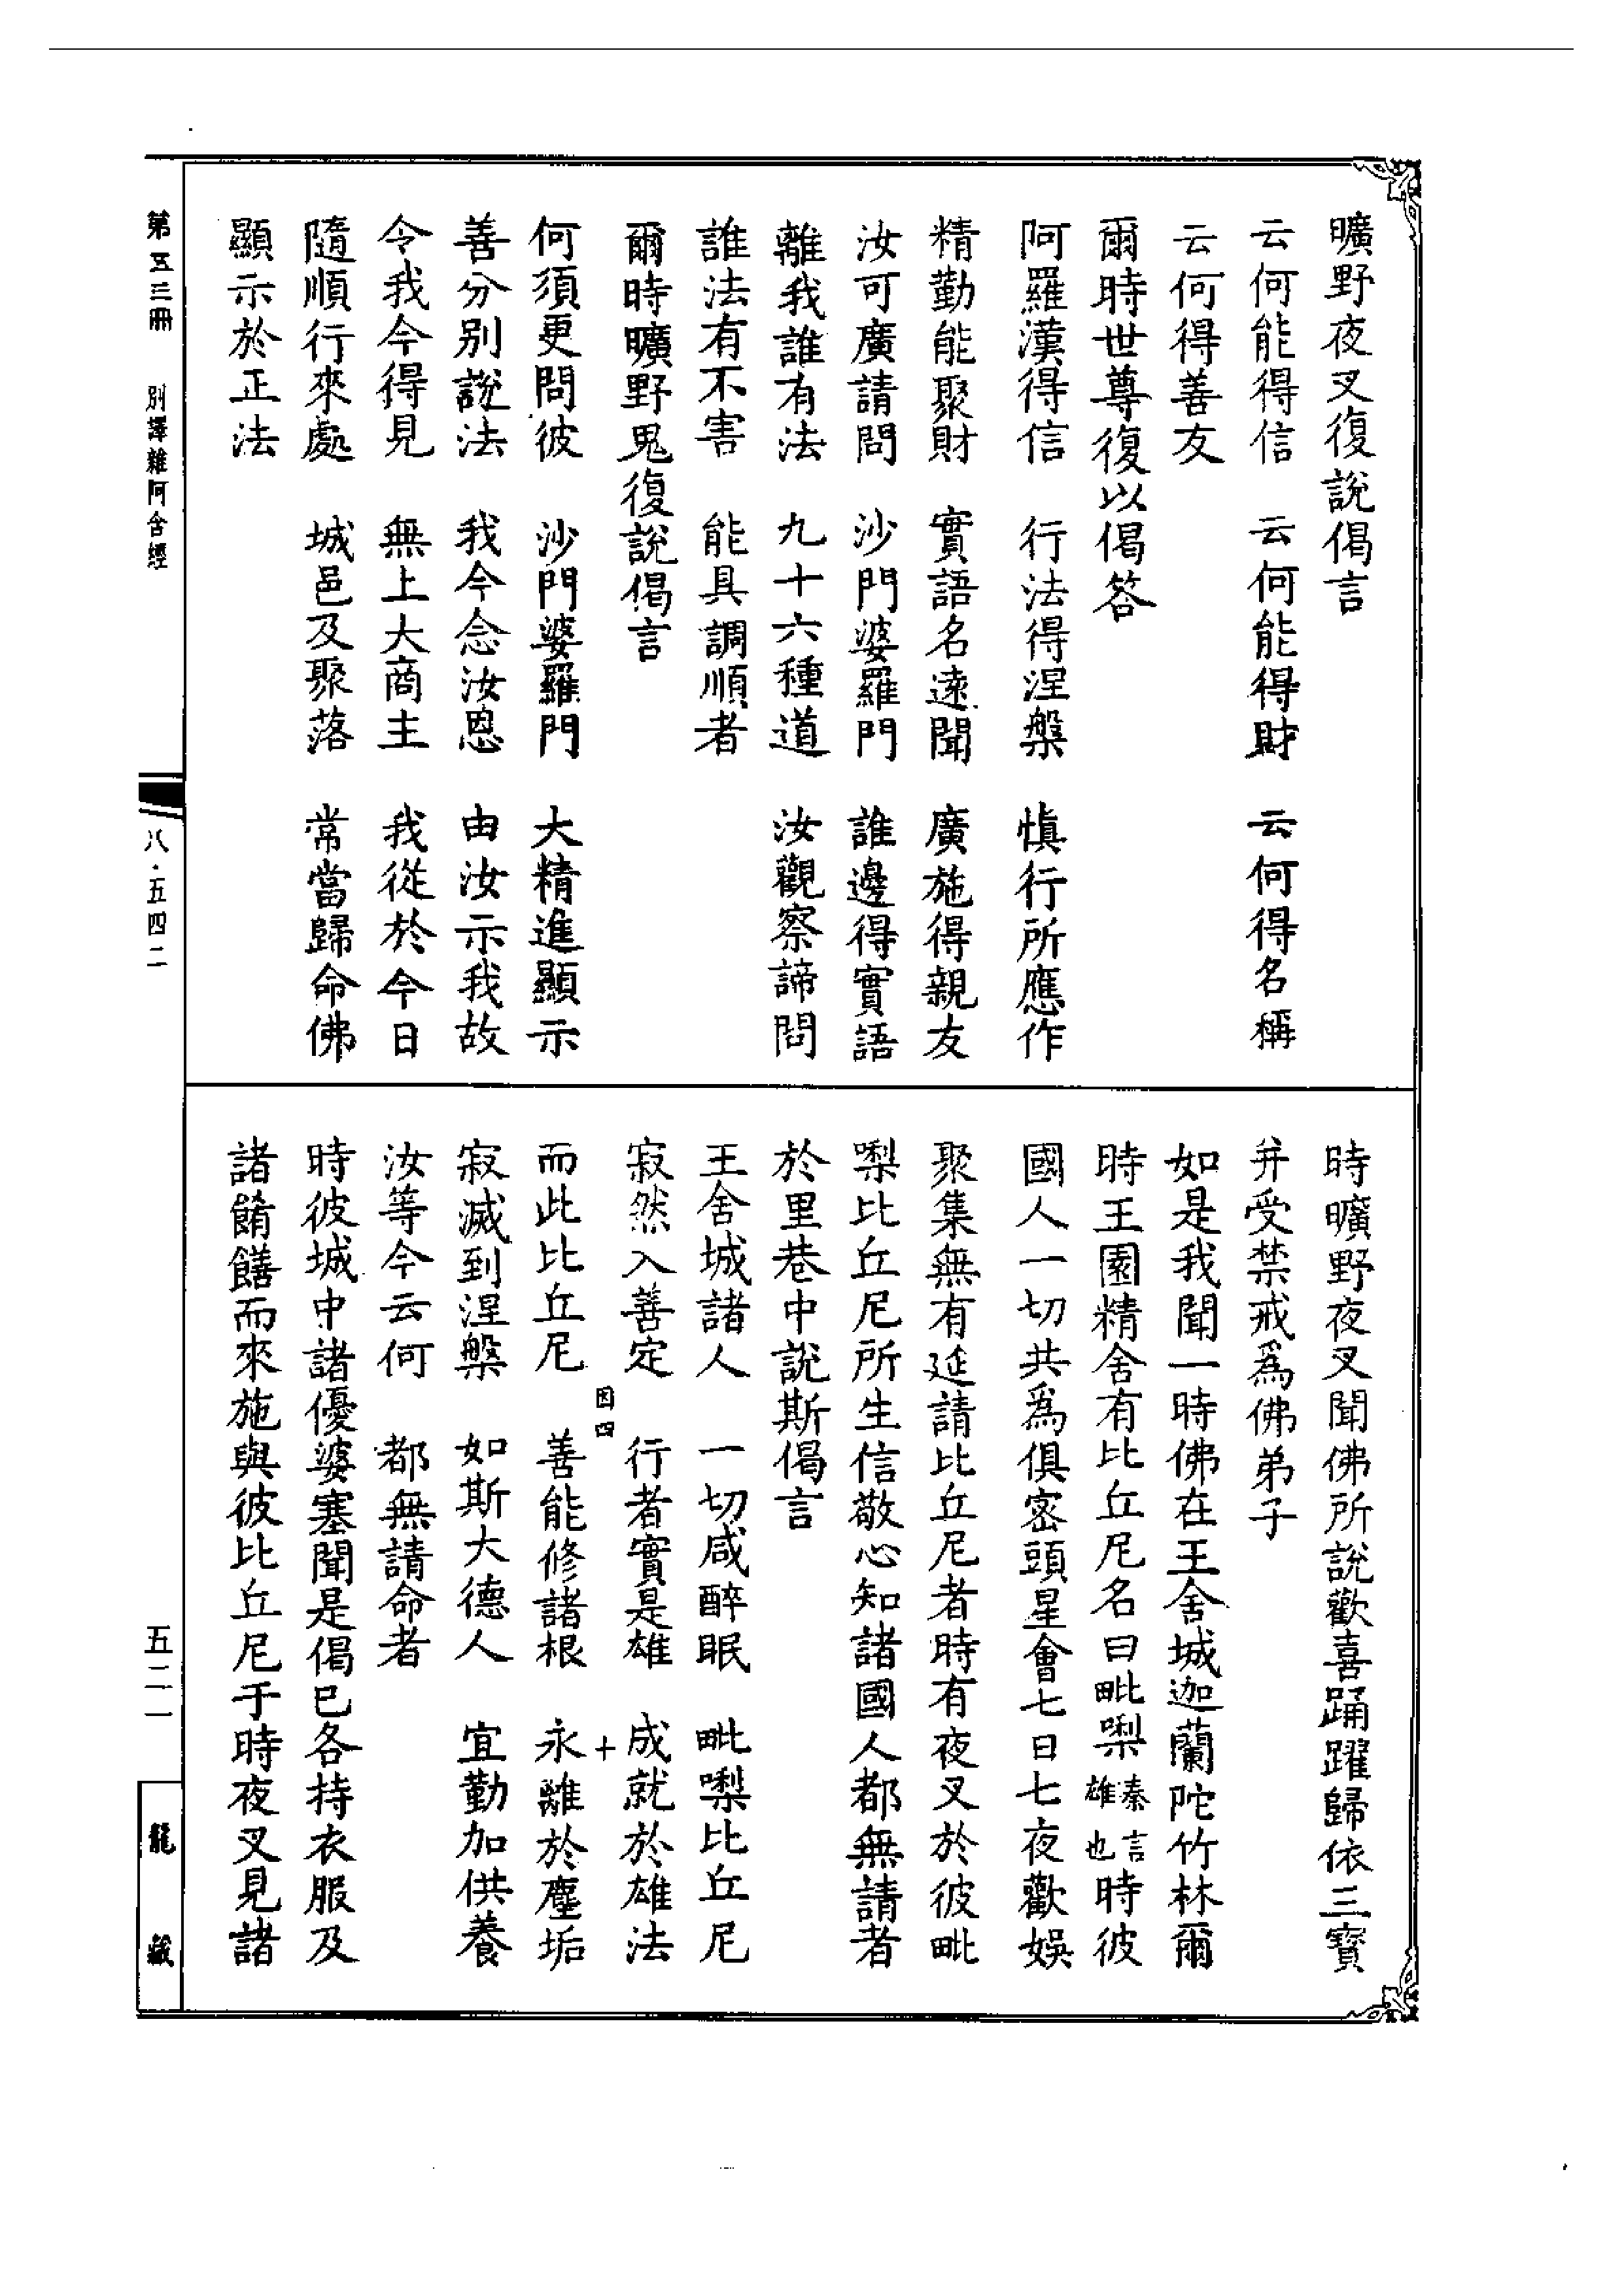 曠野夜叉復說偈言
云何能得信　云何能得財　云何得名稱
云何得善友
爾時世尊復以偈答
阿羅漢得信　行法得涅槃　慎行所應作
精勤能聚財　實語名遠聞　廣施得親友
汝可廣請問　沙門婆羅門　誰邊得實語
離我誰有法　九十六種道　汝觀察諦問
誰法有不害　能具調順者
爾時曠野鬼復說偈言
何須更問彼　沙門婆羅門　大精進顯示
善分別說法　我今念汝恩　由汝示我故
令我今得見　無上大商主　我從於今日
隨順行來處　城邑及聚落　常當歸命佛
顯示於正法
時曠野夜叉聞佛所說歡喜踊躍歸依三寶
并受禁戒為佛弟子
如是我聞一時佛在王舍城迦蘭陀竹林爾
時王園精舍有比丘尼名曰毗㗚秦言雄也時彼
國人一切共為俱蜜頭星會七日七夜歡娛
聚集無有延請比丘尼者時有夜叉於彼毗
㗚比丘尼所生信敬心知諸國人都無請者
於里巷中說斯偈言
王舍城諸人　一切咸醉眠　毗㗚比丘尼
寂然入善定　行者實是雄　成就於雄法
因四　十
而此比丘尼　善能修諸根　永離於塵垢
寂滅到涅槃　如斯大德人　宜勤加供養
汝等今云何　都無請命者
時彼城中諸優婆塞聞是偈已各持衣服及
諸餚饍而來施與彼比丘尼于時夜叉見諸
第五三冊　別譯雜阿含經
八・五四二
五二一
龍藏